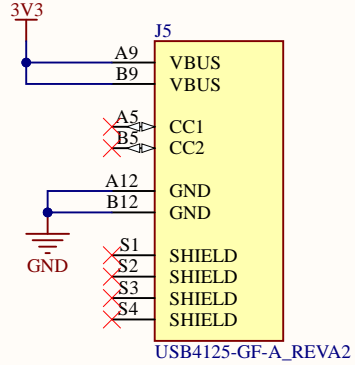 3V3
J5
A9 VBUS
B9 VBUS
A5 CC1
B5 CC2
A12 GND
B12 GND
GND
S1 SHIELD
S2 SHIELD
S3 SHIELD
S4 SHIELD
USB4125-GF-A_REVA2